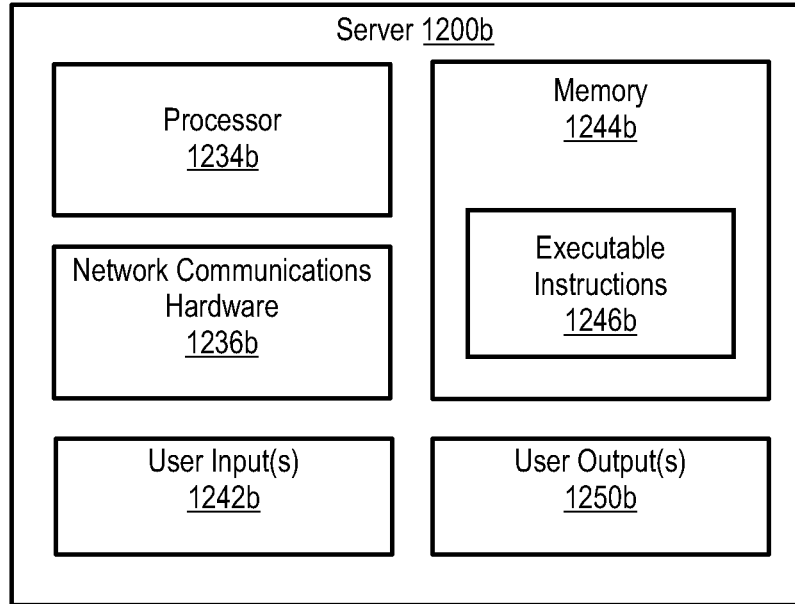 Server 1200b
Processor
1234b
Memory
1244b
Network Communications
Hardware
1236b
Executable
Instructions
1246b
User Input(s)
1242b
User Output(s)
1250b